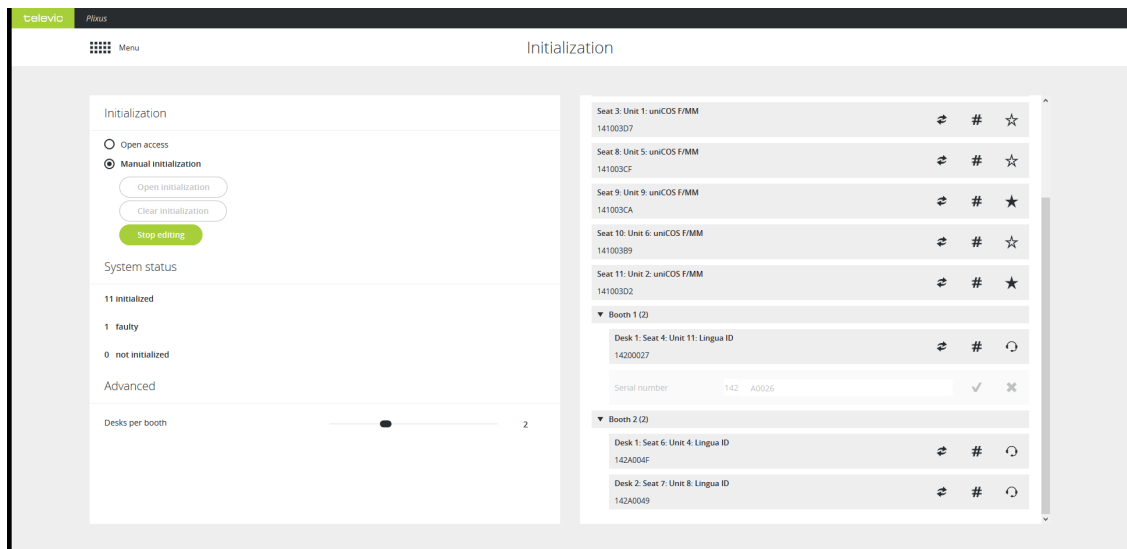 televic Plixus
Menu
Initialization
Initialization
Open access
Manual initialization
Open initialization
Clear initialization
Stop editing
System status
11 initialized
1 faulty
0 not initialized
Advanced
Desks per booth 2
Seat 3: Unit 1: uniCOS F/MM
141003D7
#
Seat 8: Unit 5: uniCOS F/MM
141003CF
#
Seat 9: Unit 9: uniCOS F/MM
141003CA
#
Seat 10: Unit 6: uniCOS F/MM
141003B9
#
Seat 11: Unit 2: uniCOS F/MM
141003D2
#
Booth 1 (2)
Desk 1: Seat 4: Unit 11: Lingua ID
14200027
#
Serial number 142 A0026
Booth 2 (2)
Desk 1: Seat 6: Unit 4: Lingua ID
142A004F
#
Desk 2: Seat 7: Unit 8: Lingua ID
142A0049
#